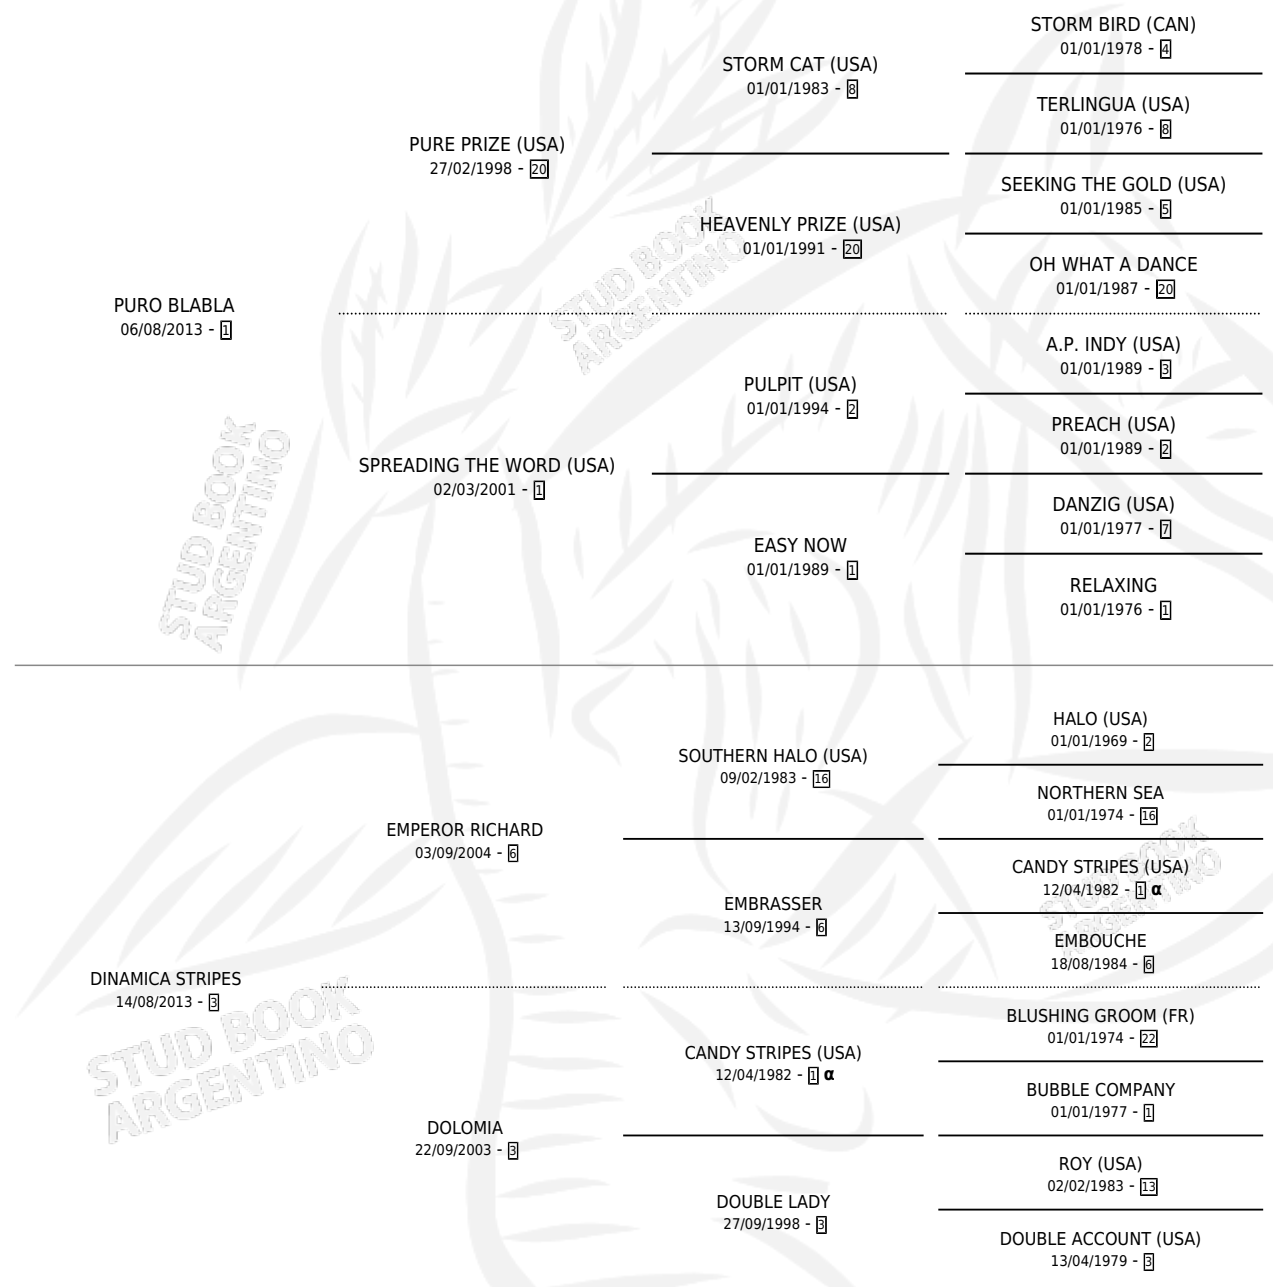 STORM BIRD (CAN)
01/01/1978 - 4
STORM CAT (USA)
01/01/1983 - 8
TERLINGUA (USA)
01/01/1976 - 8
PURE PRIZE (USA)
27/02/1998 - 20
SEEKING THE GOLD (USA)
01/01/1985 - 5
HEAVENLY PRIZE (USA)
01/01/1991 - 20
OH WHAT A DANCE
01/01/1987 - 20
PURO BLABLA
06/08/2013 - 1
A.P. INDY (USA)
01/01/1989 - 3
PULPIT (USA)
01/01/1994 - 2
PREACH (USA)
01/01/1989 - 2
SPREADING THE WORD (USA)
02/03/2001 - 1
DANZIG (USA)
01/01/1977 - 7
EASY NOW
01/01/1989 - 1
RELAXING
01/01/1976 - 1
HALO (USA)
01/01/1969 - 2
SOUTHERN HALO (USA)
09/02/1983 - 16
NORTHERN SEA
01/01/1974 - 16
EMPEROR RICHARD
03/09/2004 - 6
CANDY STRIPES (USA)
12/04/1982 - 1 α
EMBRASSER
13/09/1994 - 6
EMBOUCHE
18/08/1984 - 6
DINAMICA STRIPES
14/08/2013 - 3
BLUSHING GROOM (FR)
01/01/1974 - 22
CANDY STRIPES (USA)
12/04/1982 - 1 α
BUBBLE COMPANY
01/01/1977 - 1
DOLOMIA
22/09/2003 - 3
ROY (USA)
02/02/1983 - 13
DOUBLE LADY
27/09/1998 - 3
DOUBLE ACCOUNT (USA)
13/04/1979 - 3
STUD BOOK
ARGENTINO
STUD BOOK
ARGENTINO
STUD BOOK
ARGENTINO
STUD BOOK
ARGENTINO